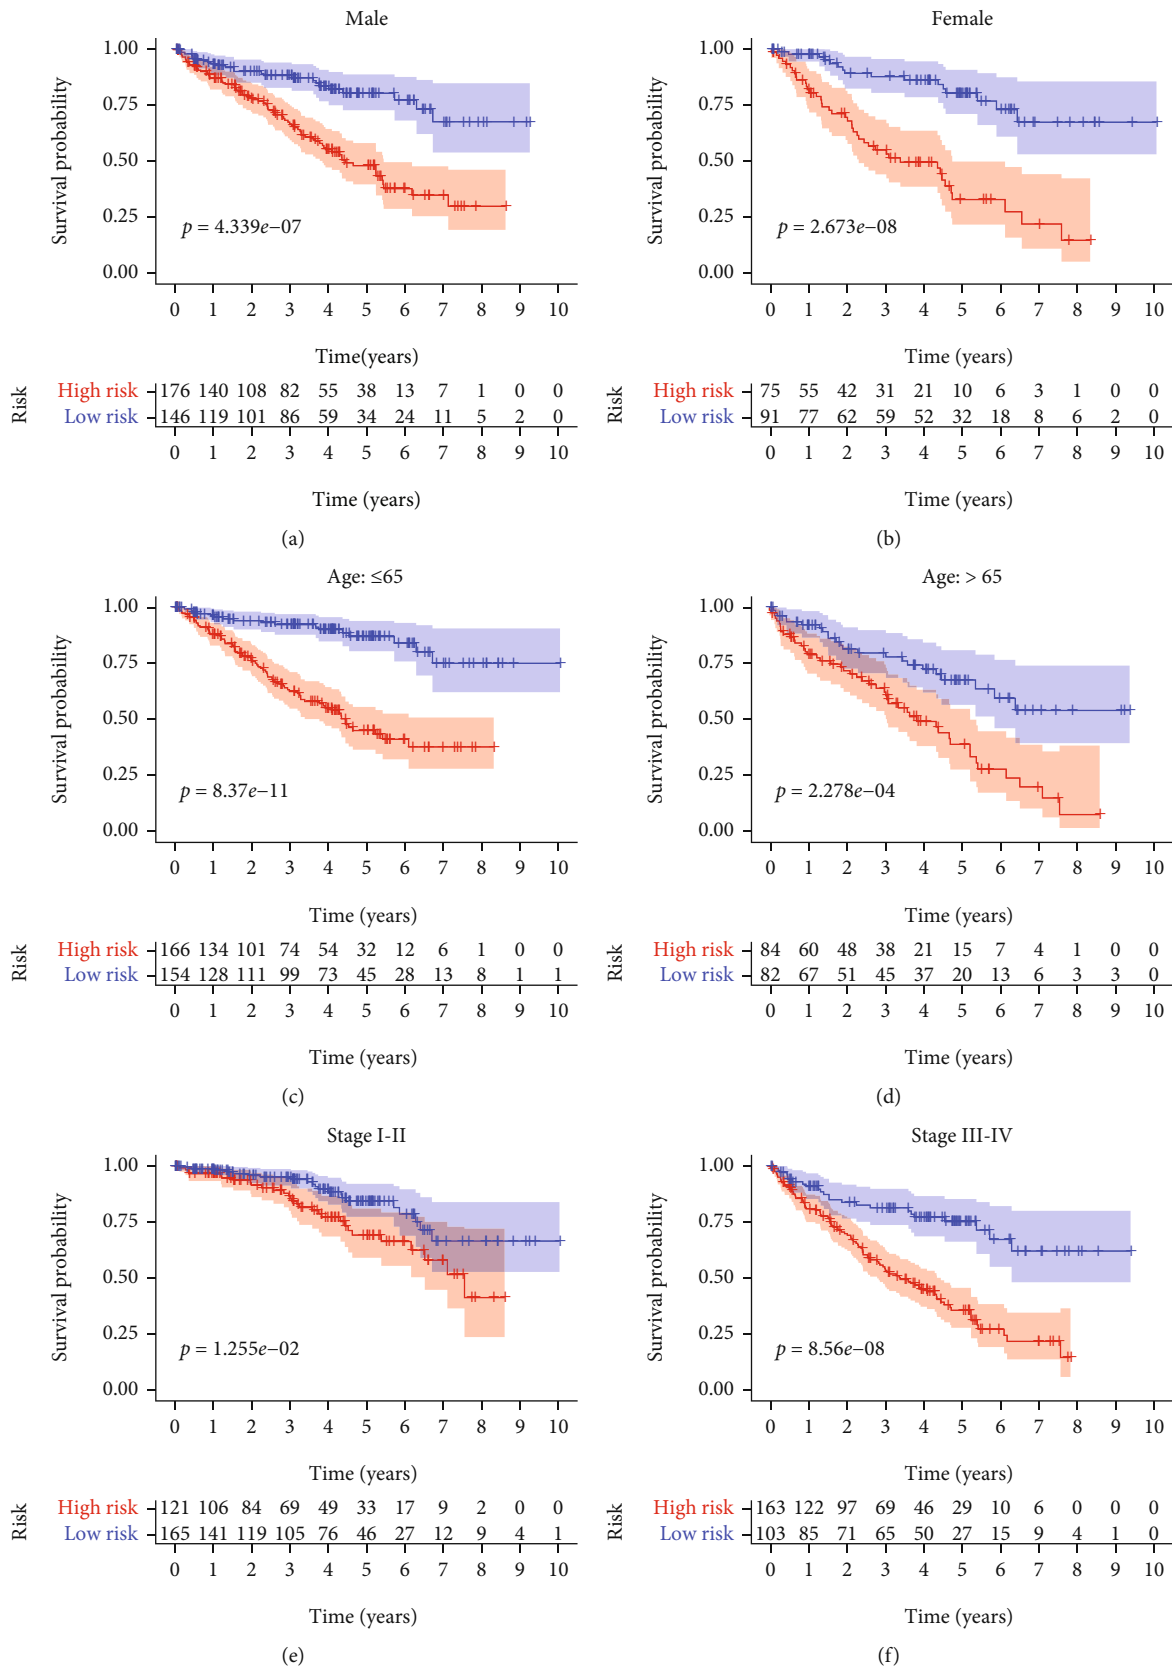 Male
Survival probability
1.00
0.75
0.50
0.25
0.00
p = 4.339e–07
0 1 2 3 4 5 6 7 8 9 10
Time(years)
Risk
High risk 176 140 108 82 55 38 13 7 1 0 0
Low risk 146 119 101 86 59 34 24 11 5 2 0
0 1 2 3 4 5 6 7 8 9 10
Time (years)
(a)
Female
Survival probability
1.00
0.75
0.50
0.25
0.00
p = 2.673e–08
0 1 2 3 4 5 6 7 8 9 10
Time (years)
Risk
High risk 75 55 42 31 21 10 6 3 1 0 0
Low risk 91 77 62 59 52 32 18 8 6 2 0
0 1 2 3 4 5 6 7 8 9 10
Time (years)
(b)
Age: ≤65
Survival probability
1.00
0.75
0.50
0.25
0.00
p = 8.37e–11
0 1 2 3 4 5 6 7 8 9 10
Time (years)
Risk
High risk 166 134 101 74 54 32 12 6 1 0 0
Low risk 154 128 111 99 73 45 28 13 8 1 1
0 1 2 3 4 5 6 7 8 9 10
Time (years)
(c)
Age: > 65
Survival probability
1.00
0.75
0.50
0.25
0.00
p = 2.278e–04
0 1 2 3 4 5 6 7 8 9 10
Time (years)
Risk
High risk 84 60 48 38 21 15 7 4 1 0 0
Low risk 82 67 51 45 37 20 13 6 3 3 0
0 1 2 3 4 5 6 7 8 9 10
Time (years)
(d)
Stage I-II
Survival probability
1.00
0.75
0.50
0.25
0.00
p = 1.255e–02
0 1 2 3 4 5 6 7 8 9 10
Time (years)
Risk
High risk 121 106 84 69 49 33 17 9 2 0 0
Low risk 165 141 119 105 76 46 27 12 9 4 1
0 1 2 3 4 5 6 7 8 9 10
Time (years)
(e)
Stage III-IV
Survival probability
1.00
0.75
0.50
0.25
0.00
p = 8.56e–08
0 1 2 3 4 5 6 7 8 9 10
Time (years)
Risk
High risk 163 122 97 69 46 29 10 6 0 0 0
Low risk 103 85 71 65 50 27 15 9 4 1 0
0 1 2 3 4 5 6 7 8 9 10
Time (years)
(f)